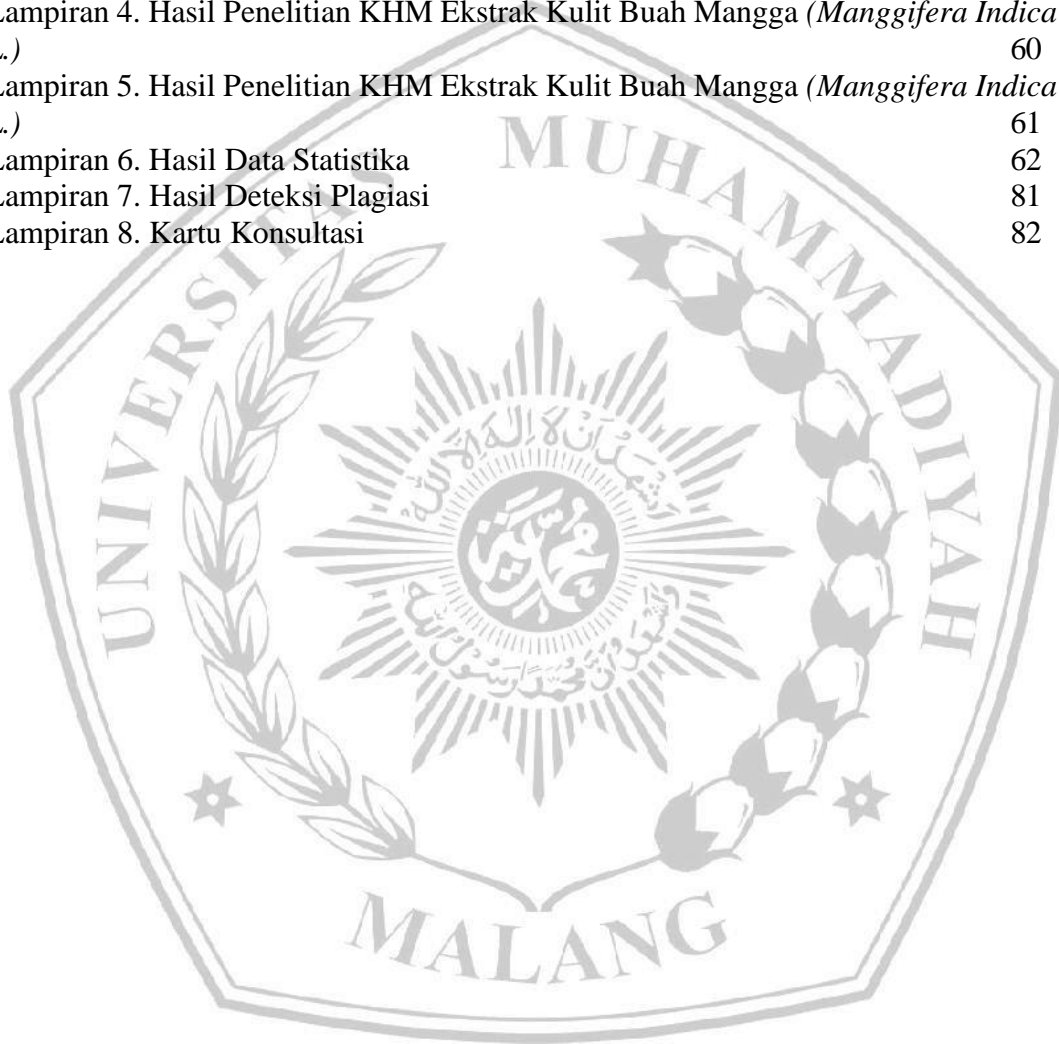 Lampiran 4. Hasil Penelitian KHM Ekstrak Kulit Buah Mangga (Manggifera Indica
L.) 60
Lampiran 5. Hasil Penelitian KHM Ekstrak Kulit Buah Mangga (Manggifera Indica
L.) 61
Lampiran 6. Hasil Data Statistika 62
Lampiran 7. Hasil Deteksi Plagiasi 81
Lampiran 8. Kartu Konsultasi 82
UNIVERSITAS MUHAMMADIYAH
MALANG